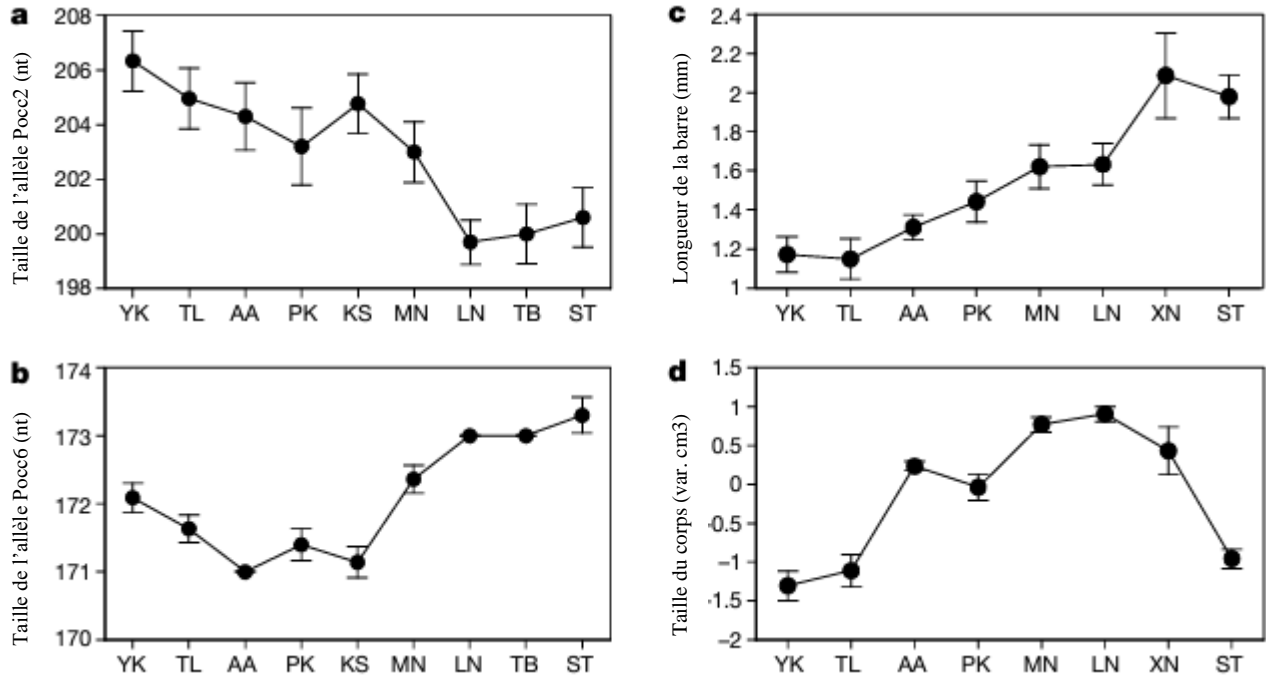 a
Taille de l'allèle Pocc2 (nt)
208
206
204
202
200
198
YK TL AA PK KS MN LN TB ST
c
Longueur de la barre (mm)
2.4
2.2
2
1.8
1.6
1.4
1.2
1
YK TL AA PK MN LN XN ST
b
Taille de l'allèle Pocc6 (nt)
174
173
172
171
170
YK TL AA PK KS MN LN TB ST
d
Taille du corps (var. cm3)
1.5
1
0.5
0
-0.5
−1
-1.5
−2
YK TL AA PK MN LN XN ST